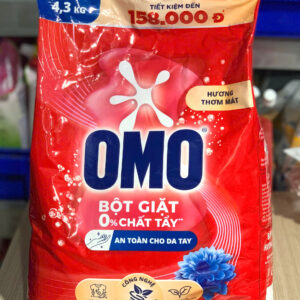 4,3 KG
TIẾT KIỆM ĐẾN
158.000 Đ
HƯƠNG
THƠM MÁT
OMO
BỘT GIẶT
0% CHẤT TẨY
AN TOÀN CHO DA TAY
CÔNG NGHỆ